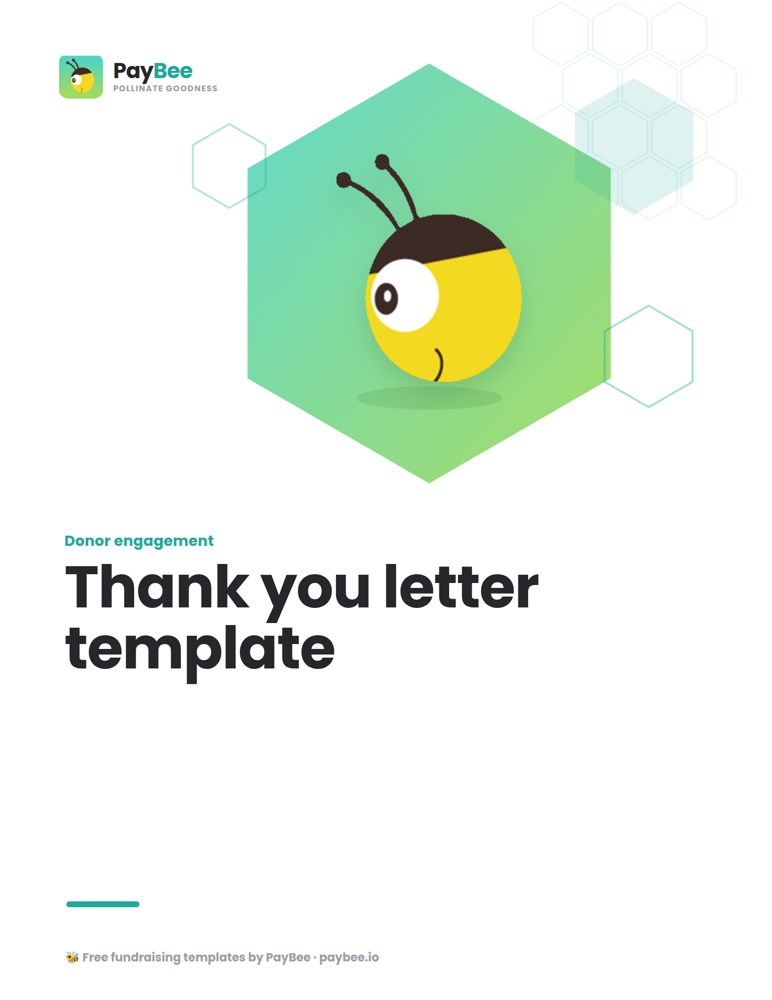 PayBee
POLLINATE GOODNESS
Donor engagement
Thank you letter
template
🐝 Free fundraising templates by PayBee · paybee.io